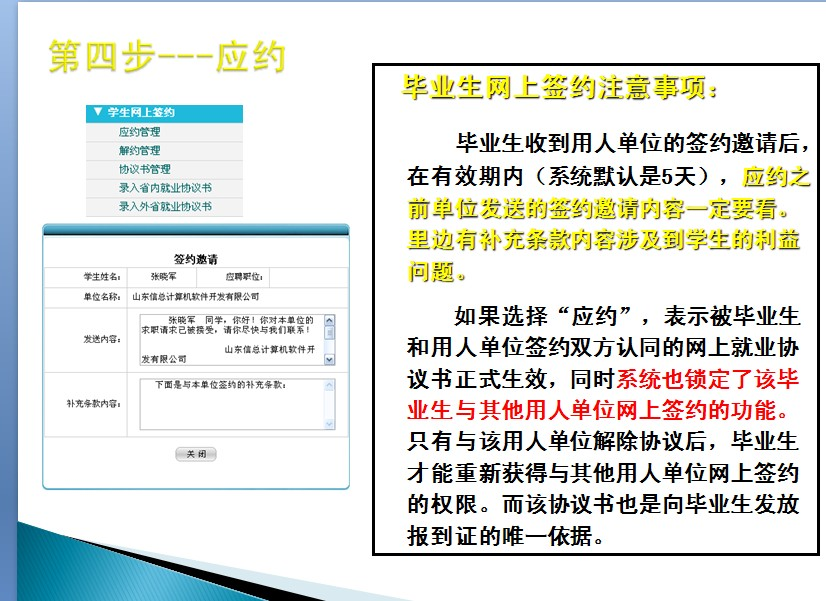 第四步---应约
▼ 学生网上签约
应约管理
解约管理
协议书管理
录入省内就业协议书
录入外省就业协议书
签约邀请
学生姓名: 张晓军 应聘职位:
单位名称: 山东信总计算机软件开发有限公司
发送内容:
张晓军 同学，你好！你对本单位的
求职请求已被接受，请你尽快与我们联系！
山东信总计算机软件开
发有限公司
补充条款内容:
下面是与本单位签约的补充条款:
关 闭
毕业生网上签约注意事项：
毕业生收到用人单位的签约邀请后，
在有效期内（系统默认是5天），应约之
前单位发送的签约邀请内容一定要看。
里边有补充条款内容涉及到学生的利益
问题。
如果选择“应约”，表示被毕业生
和用人单位签约双方认同的网上就业协
议书正式生效，同时系统也锁定了该毕
业生与其他用人单位网上签约的功能。
只有与该用人单位解除协议后，毕业生
才能重新获得与其他用人单位网上签约
的权限。而该协议书也是向毕业生发放
报到证的唯一依据。